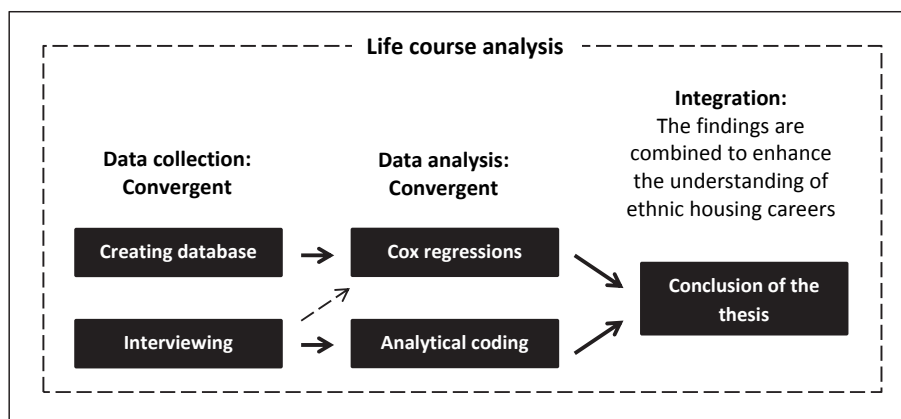 Life course analysis
Data collection:
Convergent
Data analysis:
Convergent
Integration:
The findings are
combined to enhance
the understanding of
ethnic housing careers
Creating database
Cox regressions
Conclusion of the
thesis
Interviewing
Analytical coding